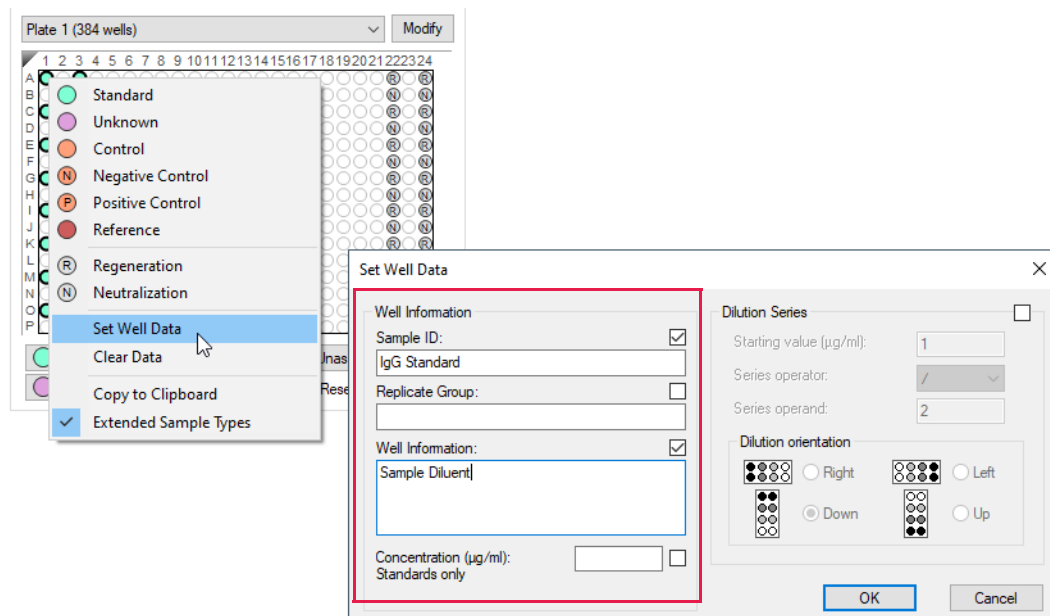 Plate 1 (384 wells)
Modify
1 2 3 4 5 6 7 8 9 10 11 12 13 14 15 16 17 18 19 20 21 22 23 24
A R R
B N N
C R R
D N N
E R R
F N N
G R R
H N N
I R R
J N N
K R R
L
M
N
O
P
Standard
Unknown
Control
N Negative Control
P Positive Control
Reference
R Regeneration
N Neutralization
Set Well Data
Clear Data
Copy to Clipboard
Extended Sample Types
Unas
Rese
Set Well Data
Well Information
Sample ID:
IgG Standard
Replicate Group:
Well Information:
Sample Diluent
Concentration (µg/ml):
Standards only
Dilution Series
Starting value (µg/ml):
1
Series operator:
/
Series operand:
2
Dilution orientation
Right
Left
Down
Up
OK
Cancel